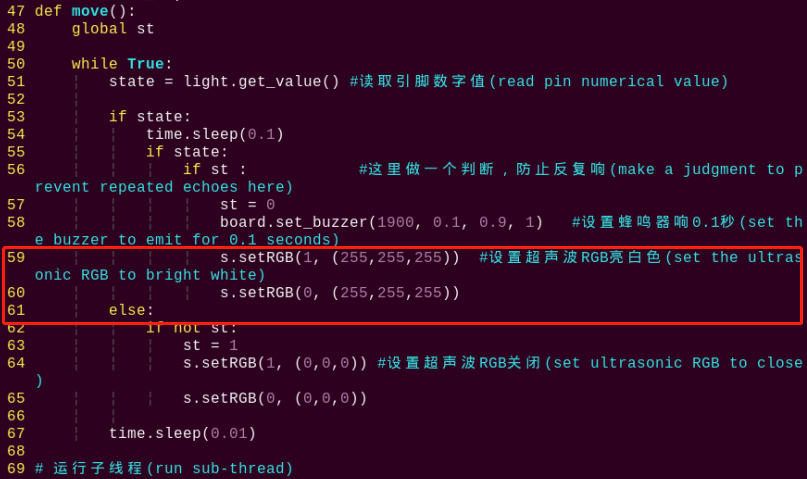 47 def move():
48     global st
49
50     while True:
51         state = light.get_value() #读取引脚数字值(read pin numerical value)
52
53         if state:
54             time.sleep(0.1)
55             if state:
56                 if st :            #这里做一个判断，防止反复响(make a judgment to p
revent repeated echoes here)
57                     st = 0
58                     board.set_buzzer(1900, 0.1, 0.9, 1)   #设置蜂鸣器响0.1秒(set th
e buzzer to emit for 0.1 seconds)
59                     s.setRGB(1, (255,255,255))  #设置超声波RGB亮白色(set the ultras
onic RGB to bright white)
60                     s.setRGB(0, (255,255,255))
61         else:
62             if not st:
63                 st = 1
64                 s.setRGB(1, (0,0,0)) #设置超声波RGB关闭(set ultrasonic RGB to close
)
65                 s.setRGB(0, (0,0,0))
66
67         time.sleep(0.01)
68
69 # 运行子线程(run sub-thread)